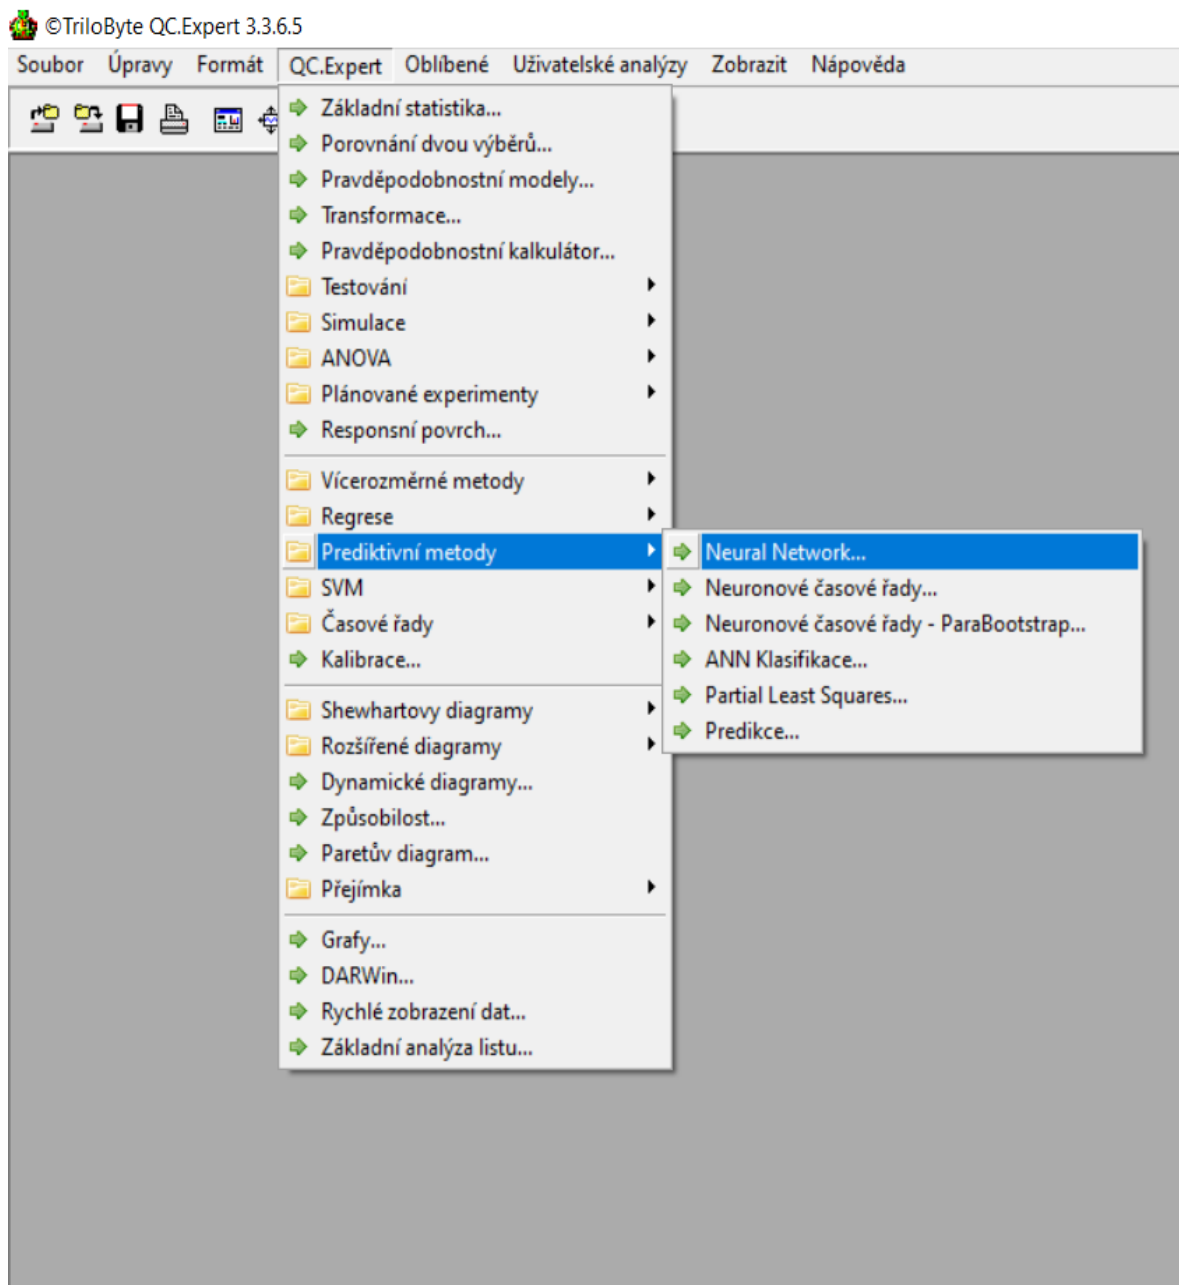 ©TriloByte QC.Expert 3.3.6.5
Soubor Úpravy Formát QC.Expert Oblíbené Uživatelské analýzy Zobrazit Nápověda
Základní statistika...
Porovnání dvou výběrů...
Pravděpodobnostní modely...
Transformace...
Pravděpodobnostní kalkulátor...
Testování
Simulace
ANOVA
Plánované experimenty
Responsní povrch...
Vícerozměrné metody
Regrese
Prediktivní metody
SVM
Časové řady
Kalibrace...
Shewhartovy diagramy
Rozšířené diagramy
Dynamické diagramy...
Způsobilost...
Paretův diagram...
Přejímka
Grafy...
DARWin...
Rychlé zobrazení dat...
Základní analýza listu...
Neural Network...
Neuronové časové řady...
Neuronové časové řady - ParaBootstrap...
ANN Klasifikace...
Partial Least Squares...
Predikce...